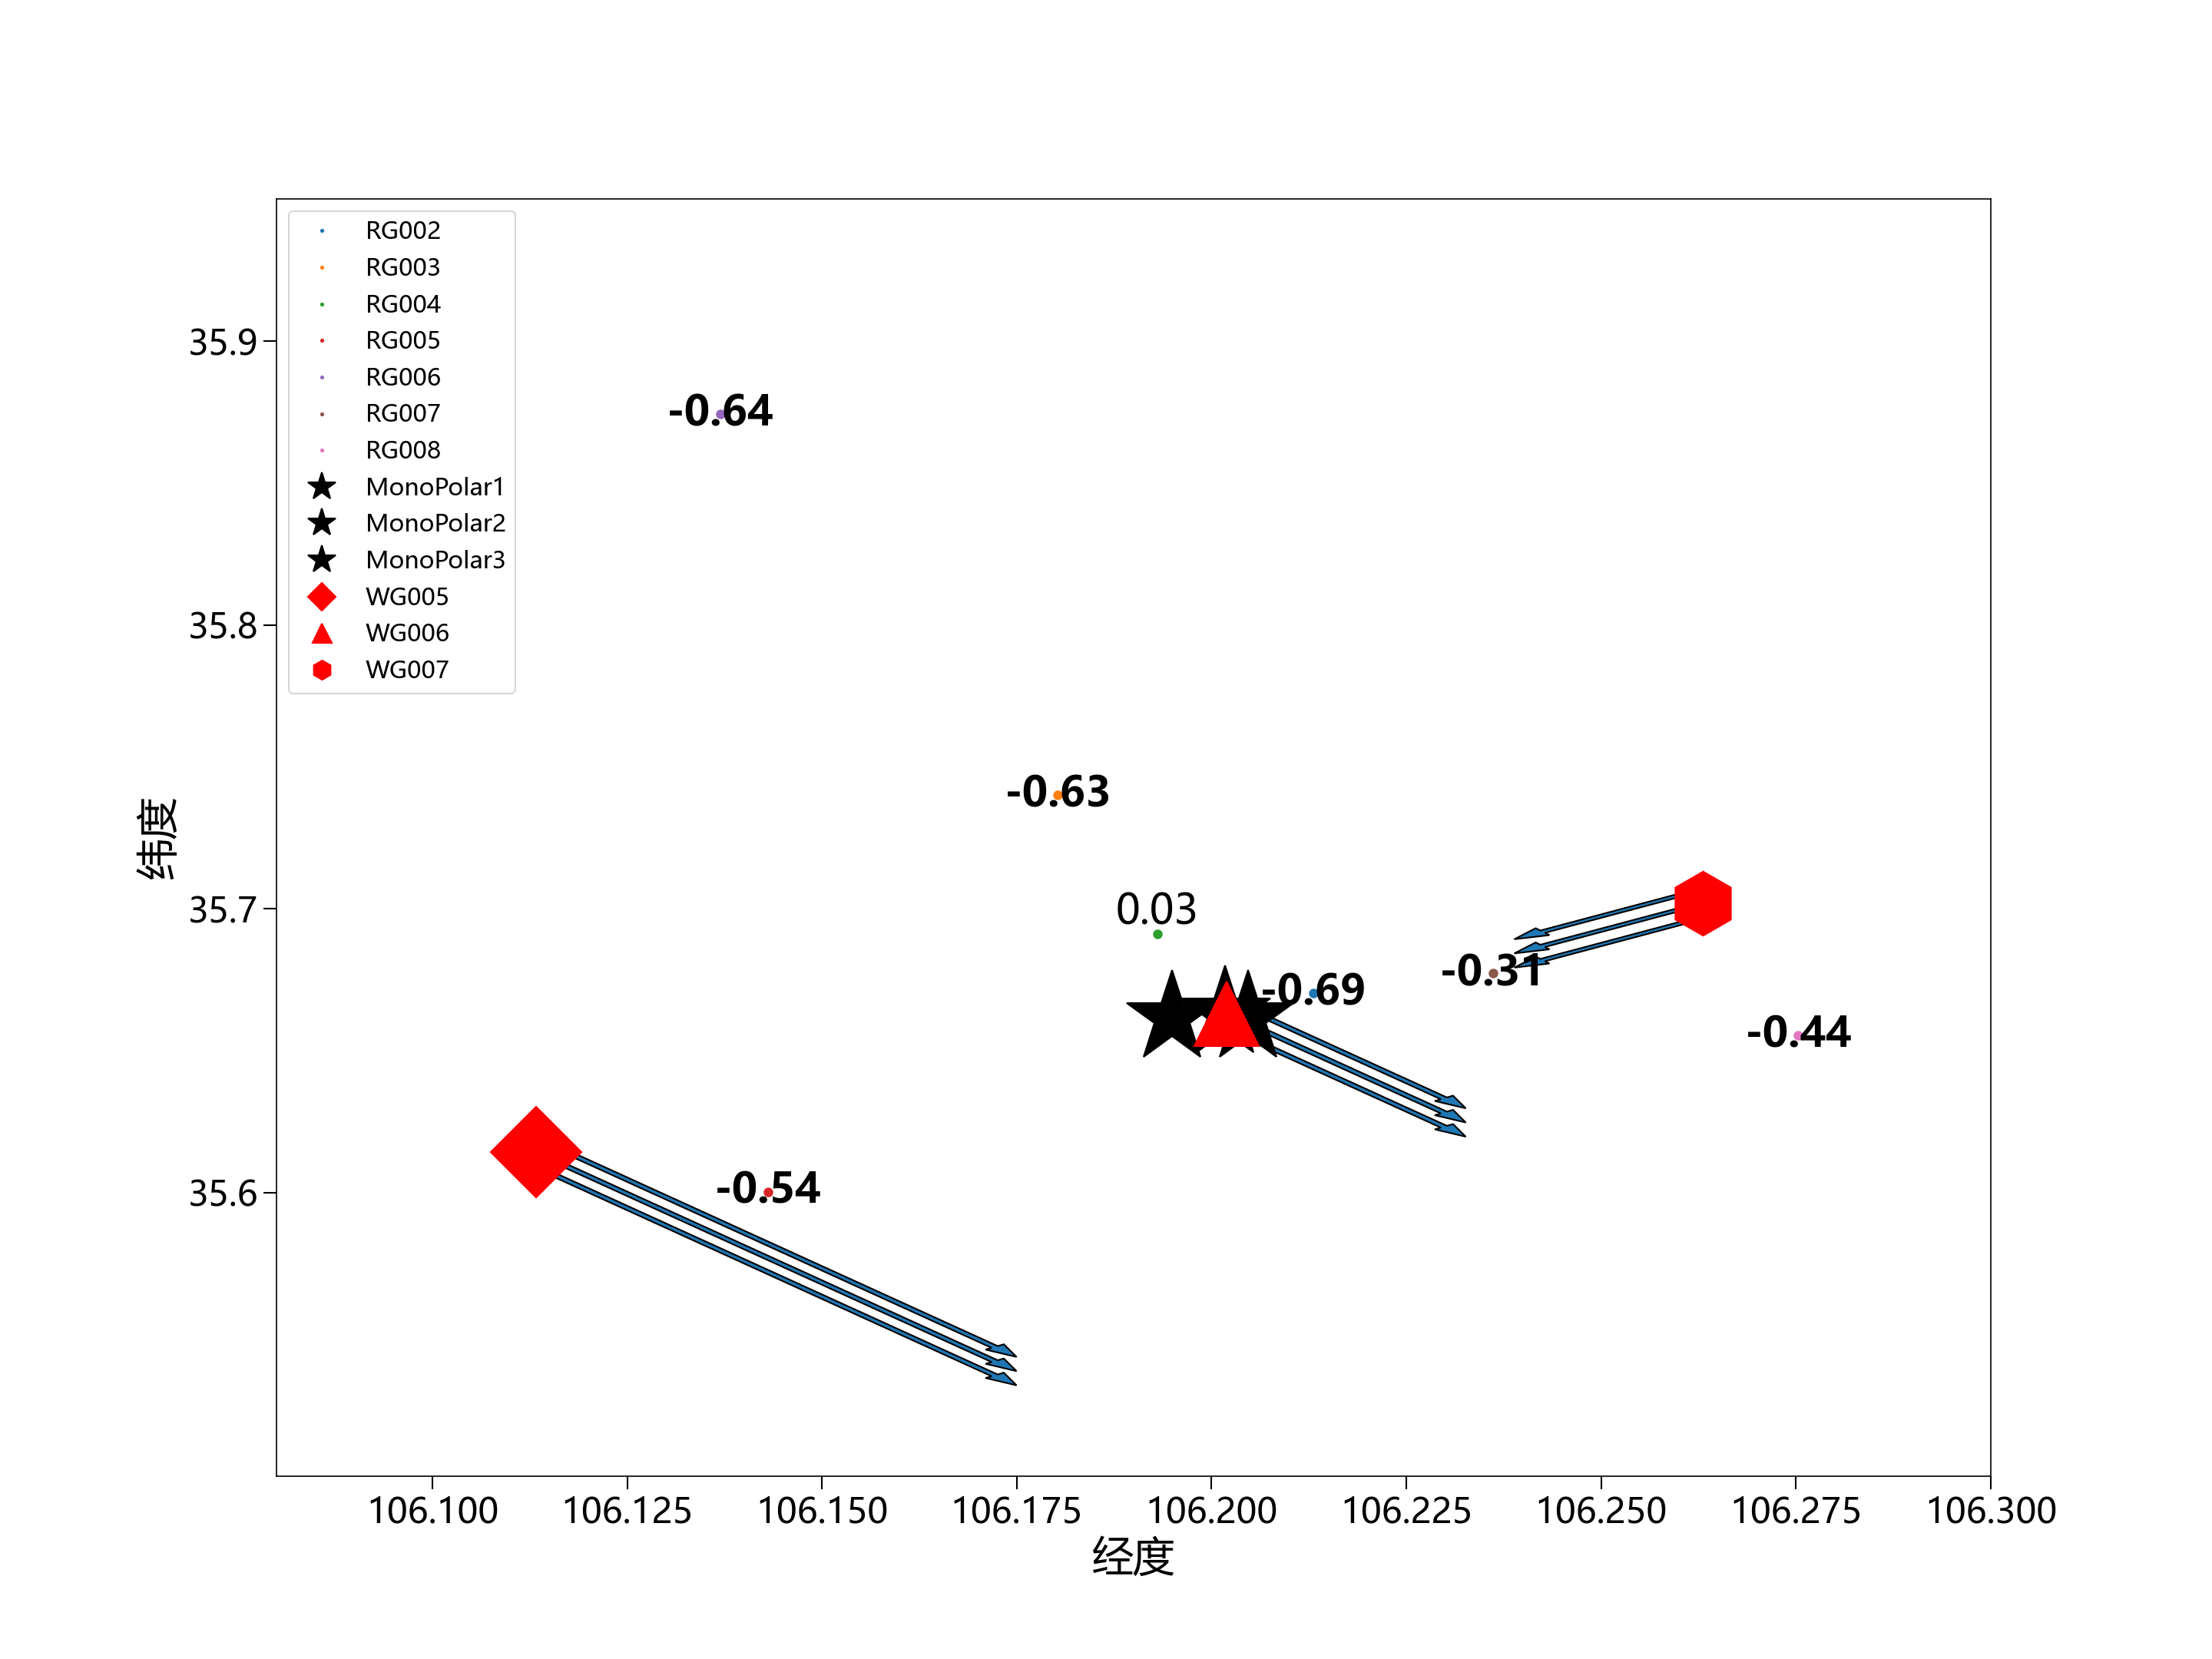 RG002
RG003
RG004
RG005
RG006
RG007
RG008
MonoPolar1
MonoPolar2
MonoPolar3
WG005
WG006
WG007
35.9
35.8
35.7
35.6
纬度
-0.64
-0.63
0.03
-0.69
-0.31
-0.44
-0.54
106.100
106.125
106.150
106.175
106.200
106.225
106.250
106.275
106.300
经度